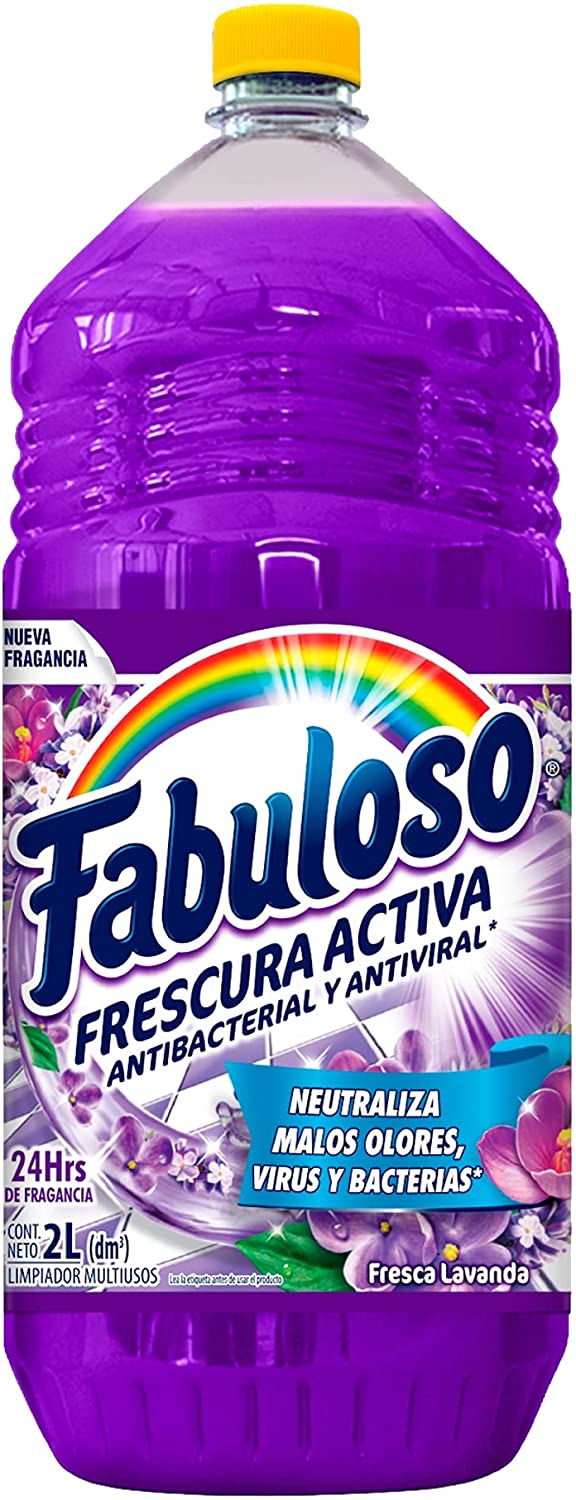 NUEVA
FRAGANCIA
Fabuloso®
FRESCURA ACTIVA
ANTIBACTERIAL Y ANTIVIRAL*
NEUTRALIZA
MALOS OLORES,
VIRUS Y BACTERIAS*
24Hrs
DE FRAGANCIA
CONT.
NETO. 2L (dm³)
LIMPIADOR MULTIUSOS
Lea la etiqueta antes de usar el producto
Fresca Lavanda